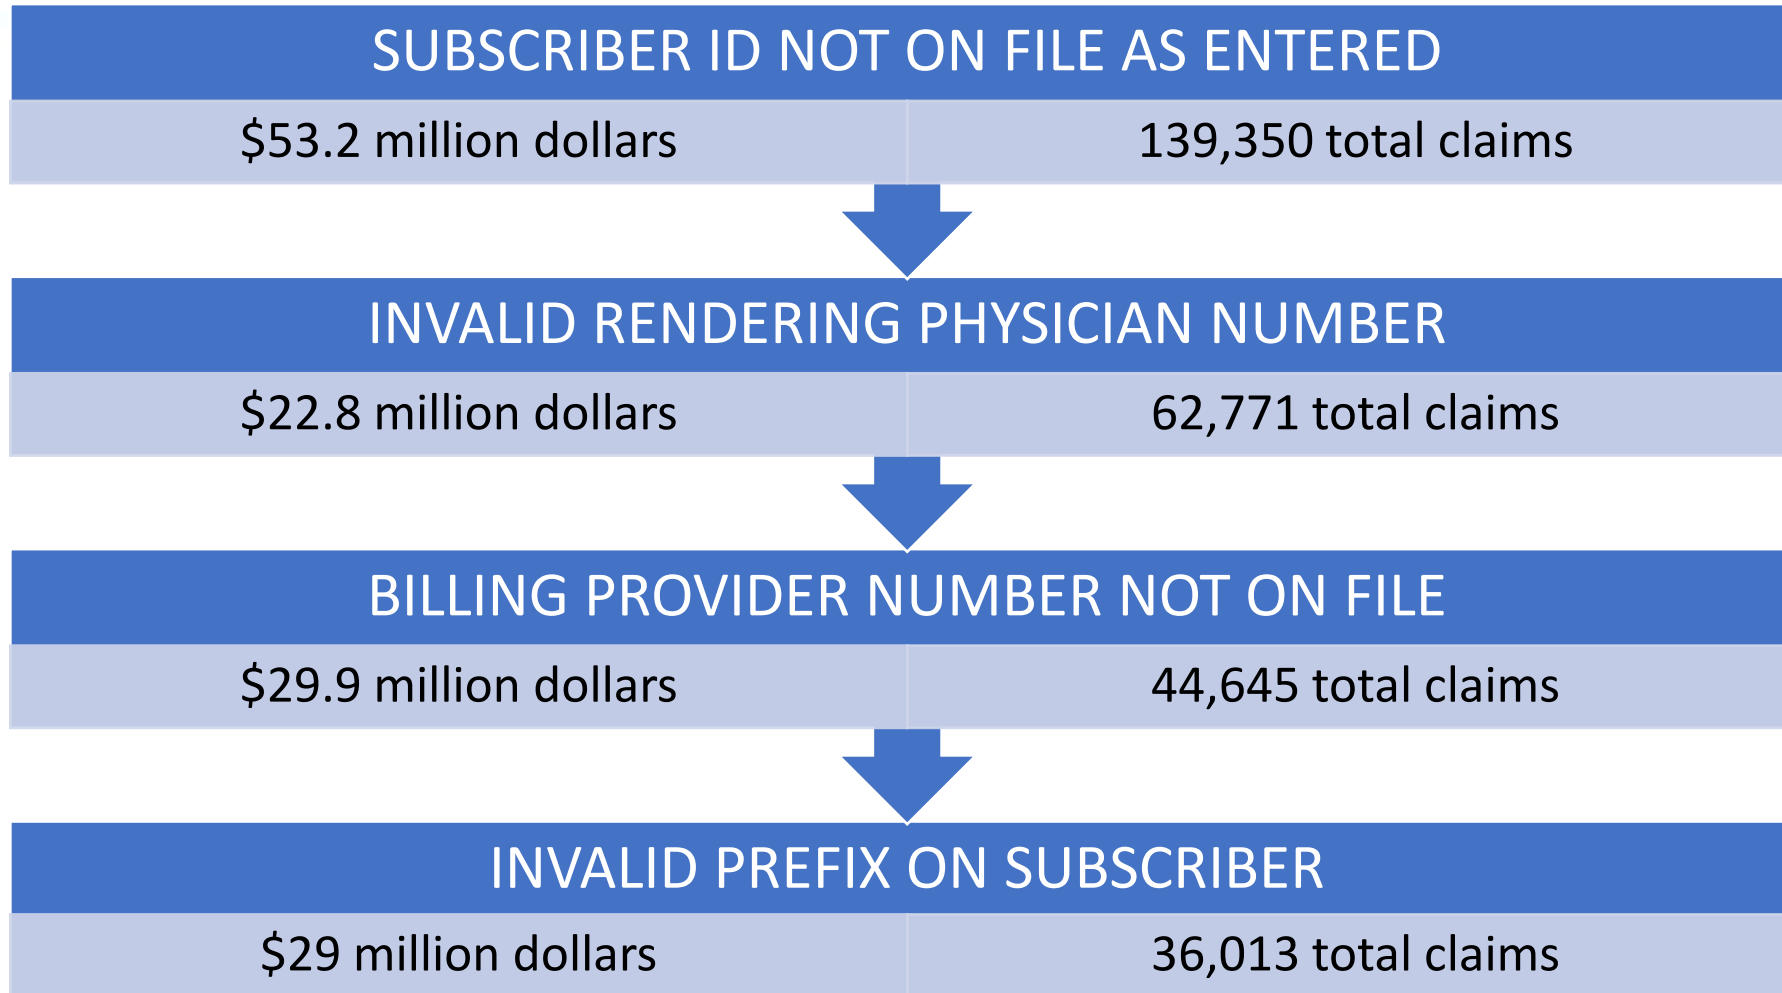 SUBSCRIBER ID NOT ON FILE AS ENTERED
$53.2 million dollars 139,350 total claims
INVALID RENDERING PHYSICIAN NUMBER
$22.8 million dollars 62,771 total claims
BILLING PROVIDER NUMBER NOT ON FILE
$29.9 million dollars 44,645 total claims
INVALID PREFIX ON SUBSCRIBER
$29 million dollars 36,013 total claims